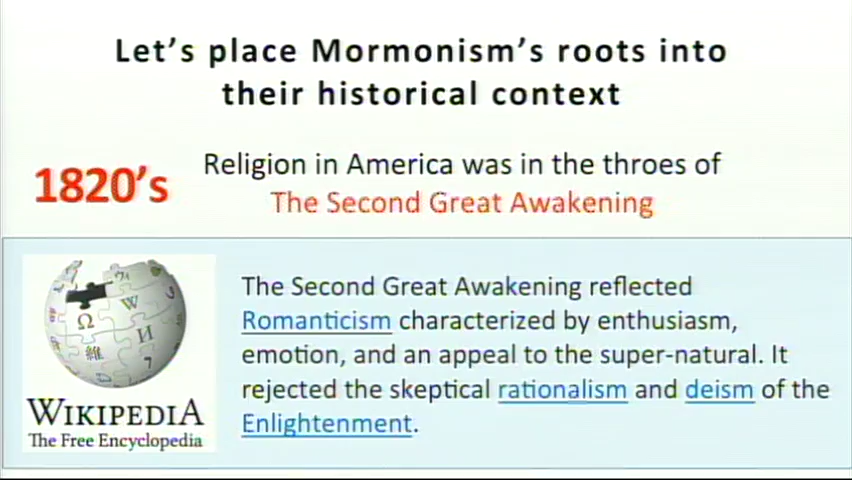 Let's place Mormonism's roots into
their historical context
1820's
Religion in America was in the throes of
The Second Great Awakening
The Second Great Awakening reflected
Romanticism characterized by enthusiasm,
emotion, and an appeal to the super-natural. It
rejected the skeptical rationalism and deism of the
Enlightenment.
Ω
W
И
維
7
WIKIPEDIA
The Free Encyclopedia